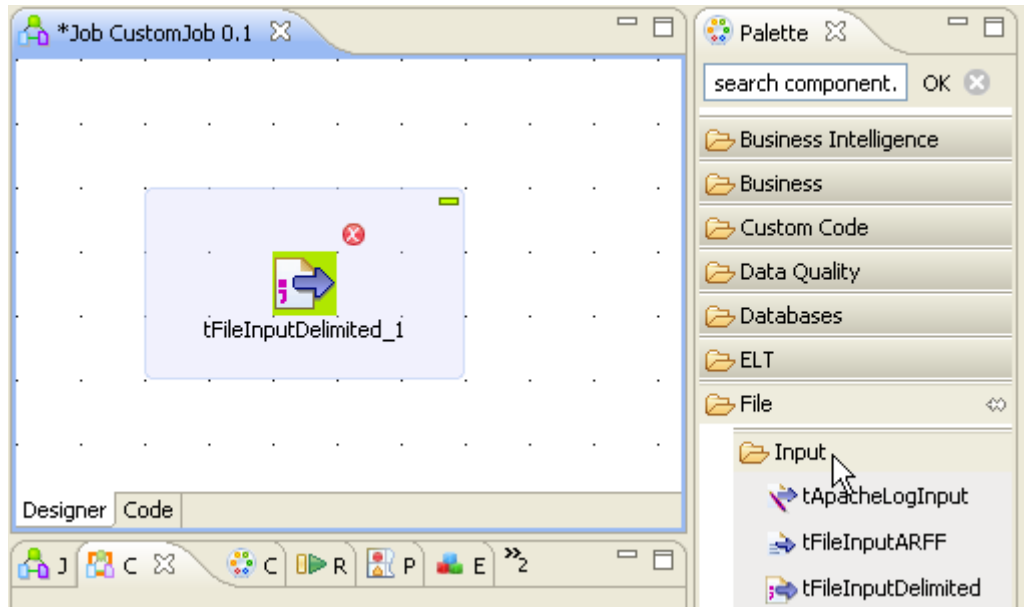 *Job CustomJob 0.1
tFileInputDelimited_1
Designer
Code
J
C
C
R
P
E
»2
Palette
search component.
OK
Business Intelligence
Business
Custom Code
Data Quality
Databases
ELT
File
Input
tApacheLogInput
tFileInputARFF
tFileInputDelimited